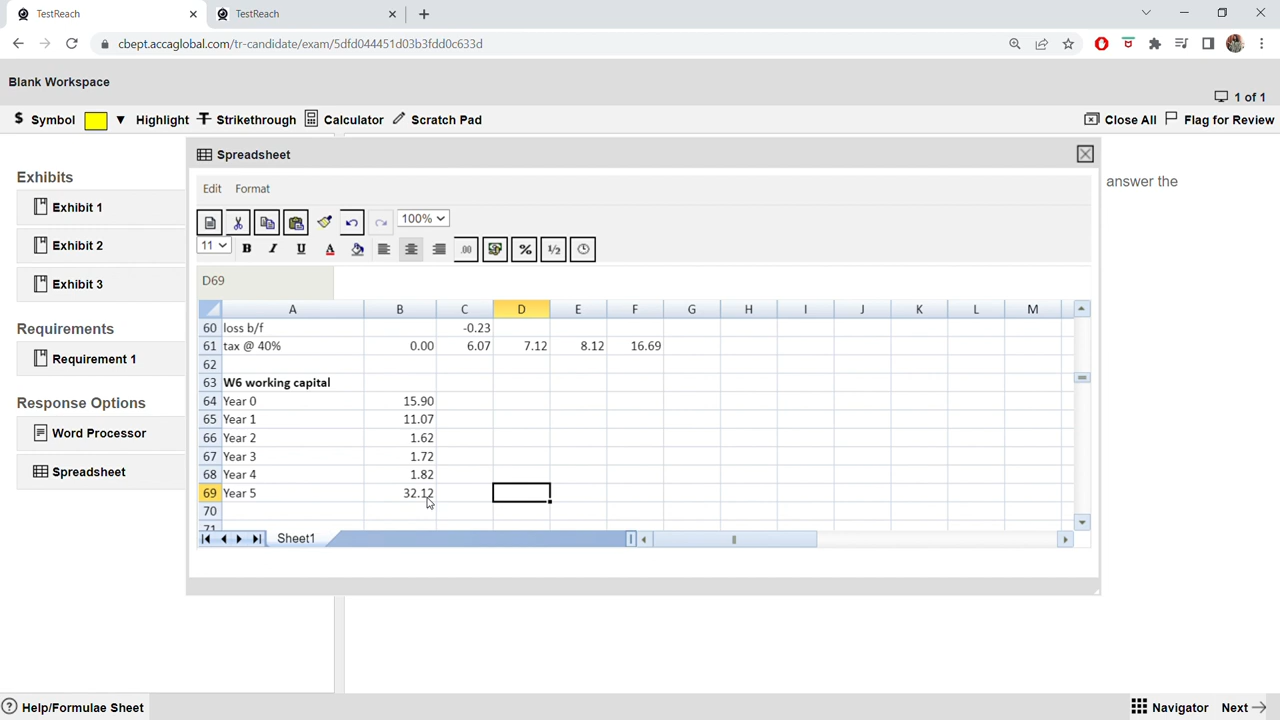 TestReach
TestReach
cbept.accaglobal.com/tr-candidate/exam/5dfd044451d03b3fdd0c633d
Blank Workspace
1 of 1
$ Symbol ▼ Highlight Strikethrough Calculator Scratch Pad Close All Flag for Review
Exhibits
Exhibit 1
Exhibit 2
Exhibit 3
Requirements
Requirement 1
Response Options
Word Processor
Spreadsheet
Spreadsheet
answer the
Edit Format
100%
11 B I U A .00 % 1/2
D69
A B C D E F G H I J K L M
60 loss b/f -0.23
61 tax @ 40% 0.00 6.07 7.12 8.12 16.69
62
63 W6 working capital
64 Year 0 15.90
65 Year 1 11.07
66 Year 2 1.62
67 Year 3 1.72
68 Year 4 1.82
69 Year 5 32.12
70
71
Sheet1
Help/Formulae Sheet
Navigator Next